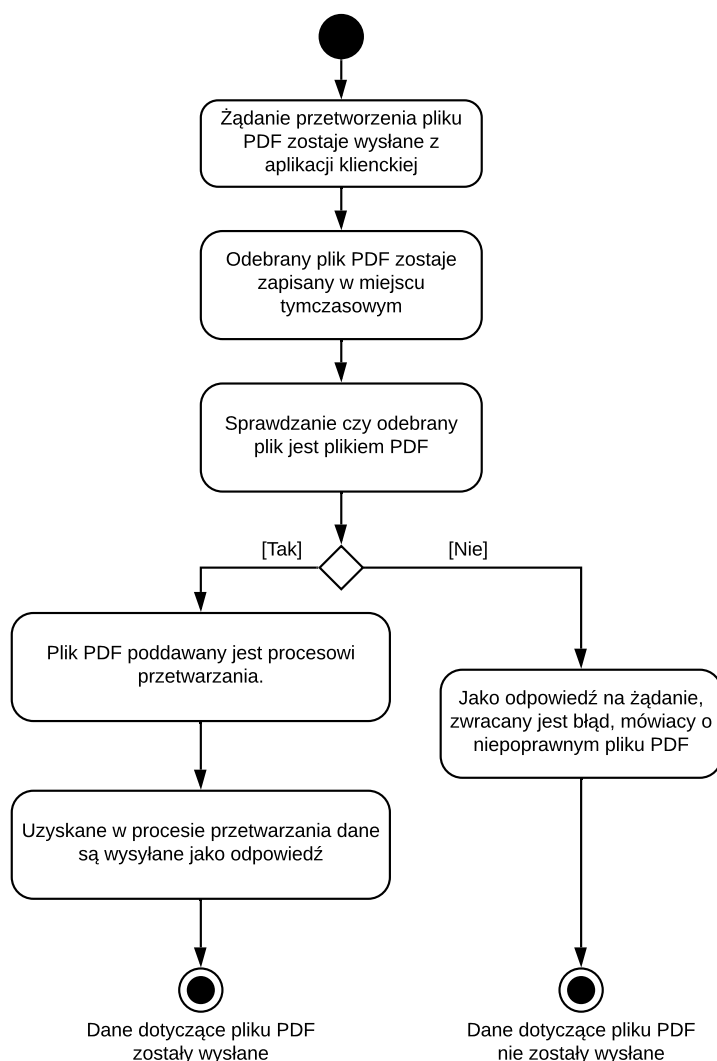 Żądanie przetworzenia pliku
PDF zostaje wysłane z
aplikacji klienckiej
Odebrany plik PDF zostaje
zapisany w miejscu
tymczasowym
Sprawdzanie czy odebrany
plik jest plikiem PDF
[Tak]
[Nie]
Plik PDF poddawany jest procesowi
przetwarzania.
Jako odpowiedź na żądanie,
zwracany jest błąd, mówiacy o
niepoprawnym pliku PDF
Uzyskane w procesie przetwarzania dane
są wysyłane jako odpowiedź
Dane dotyczące pliku PDF
zostały wysłane
Dane dotyczące pliku PDF
nie zostały wysłane